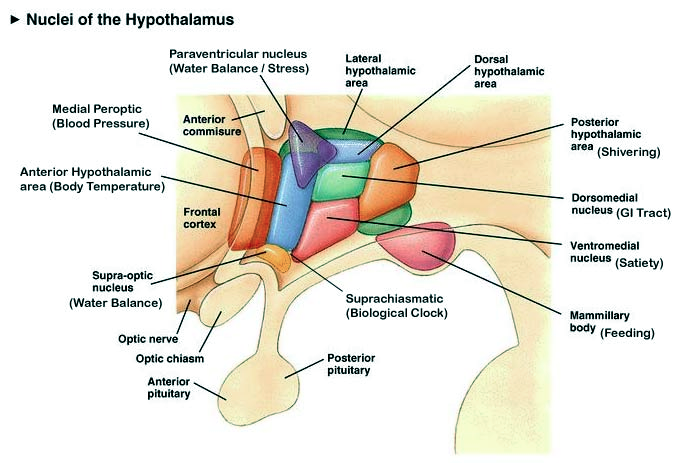 ► Nuclei of the Hypothalamus
Paraventricular nucleus
(Water Balance / Stress)
Lateral
hypothalamic
area
Dorsal
hypothalamic
area
Medial Peroptic
(Blood Pressure)
Anterior
commisure
Posterior
hypothalamic
area (Shivering)
Anterior Hypothalamic
area (Body Temperature)
Frontal
cortex
Dorsomedial
nucleus (GI Tract)
Ventromedial
nucleus (Satiety)
Supra-optic
nucleus
(Water Balance)
Suprachiasmatic
(Biological Clock)
Mammillary
body (Feeding)
Optic nerve
Optic chiasm
Posterior
pituitary
Anterior
pituitary